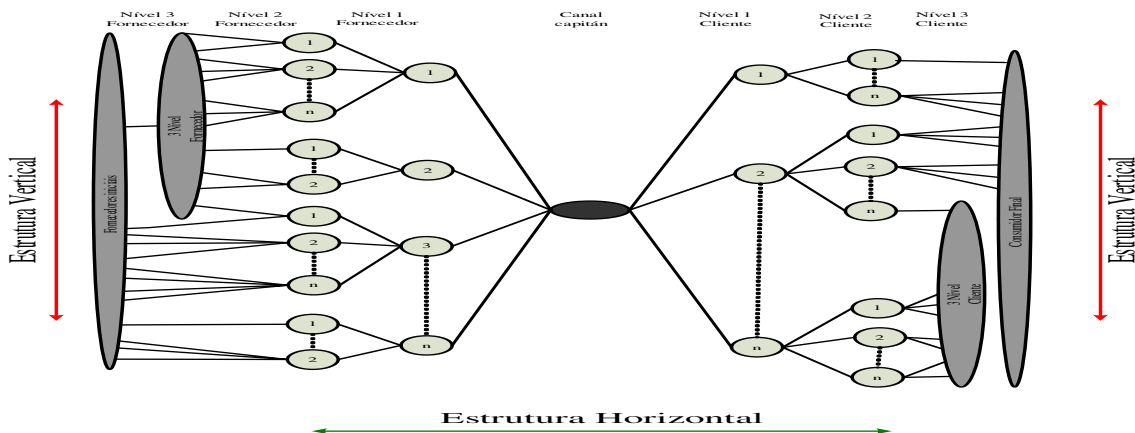 Nível 3
Fornecedor
Nível 2
Fornecedor
Nível 1
Fornecedor
Canal
capitán
Nível 1
Cliente
Nível 2
Cliente
Nível 3
Cliente
Estrutura Vertical
Fornecedores iniciais
3 Nível
Fornecedor
1
2
n
1
2
1
2
n
1
2
1
2
3
n
1
2
n
1
n
1
2
n
1
2
n
3 Nível
Cliente
Consumidor Final
Estrutura Vertical
Estrutura Horizontal